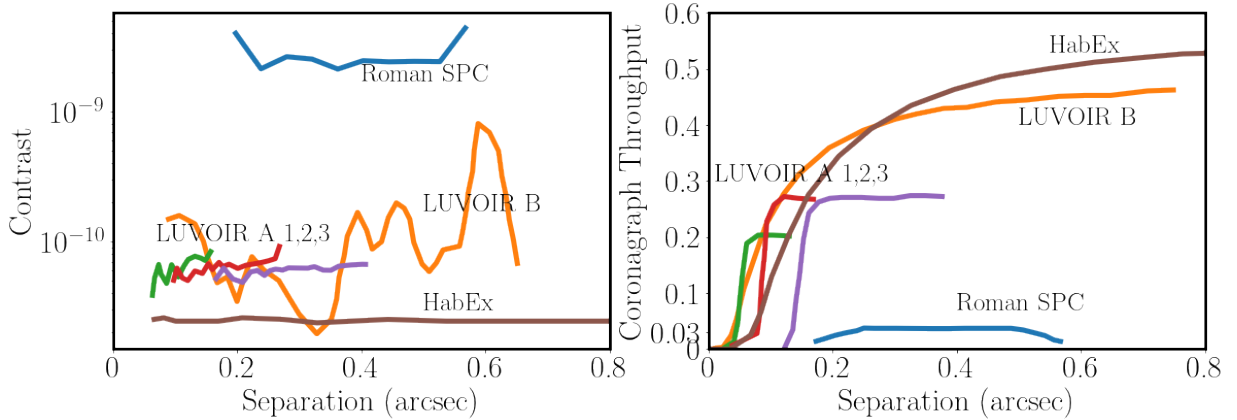 Contrast
10⁻⁹
10⁻¹⁰
Roman SPC
LUVOIR B
LUVOIR A 1,2,3
HabEx
0
0.2
0.4
0.6
0.8
Separation (arcsec)
Coronagraph Throughput
0.6
0.5
0.4
0.3
0.2
0.1
0.03
0
HabEx
LUVOIR B
LUVOIR A 1,2,3
Roman SPC
0
0.2
0.4
0.6
0.8
Separation (arcsec)